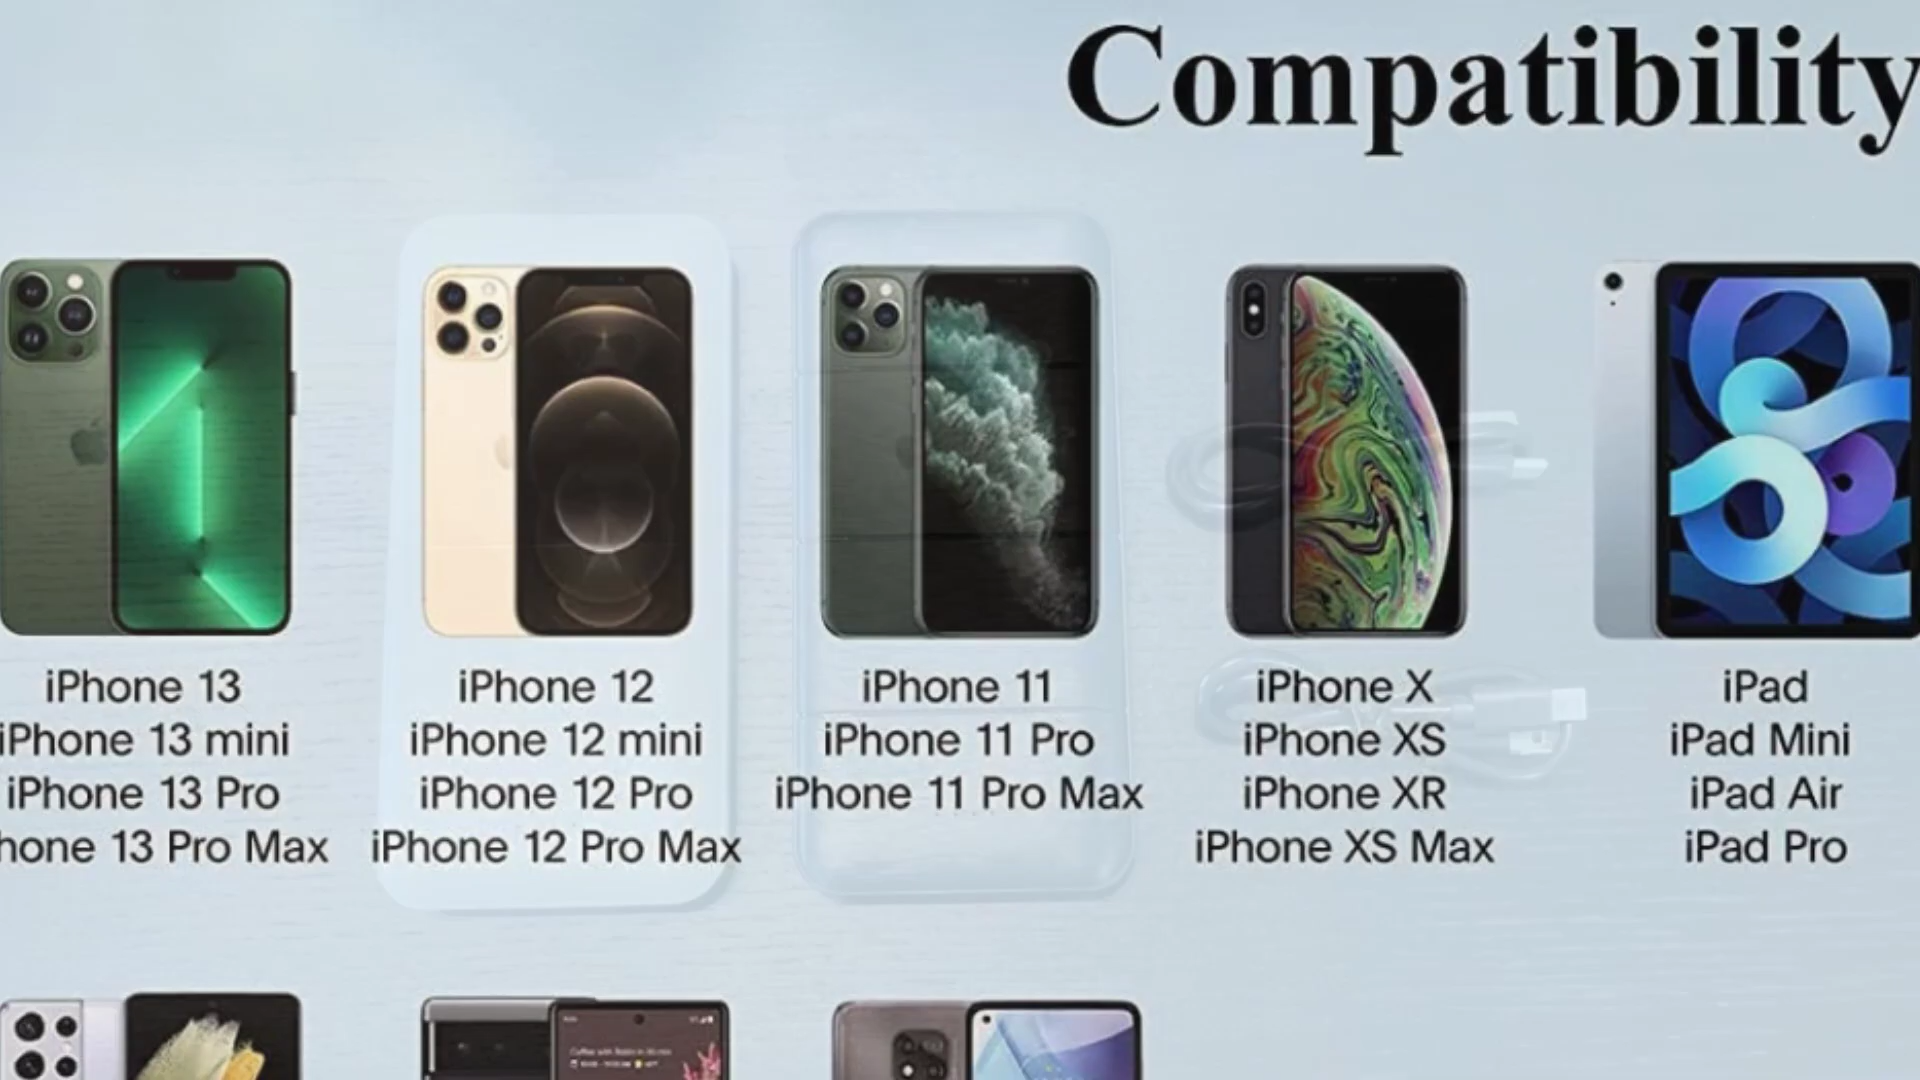 Compatibility
iPhone 13
iPhone 13 mini
iPhone 13 Pro
hone 13 Pro Max
iPhone 12
iPhone 12 mini
iPhone 12 Pro
iPhone 12 Pro Max
iPhone 11
iPhone 11 Pro
iPhone 11 Pro Max
iPhone X
iPhone XS
iPhone XR
iPhone XS Max
iPad
iPad Mini
iPad Air
iPad Pro